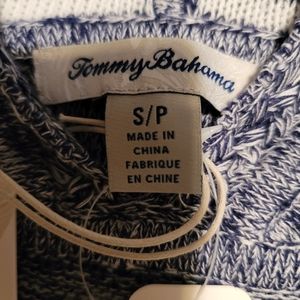 Tommy Bahama
S/P
MADE IN
CHINA
FABRIQUE
EN CHINE